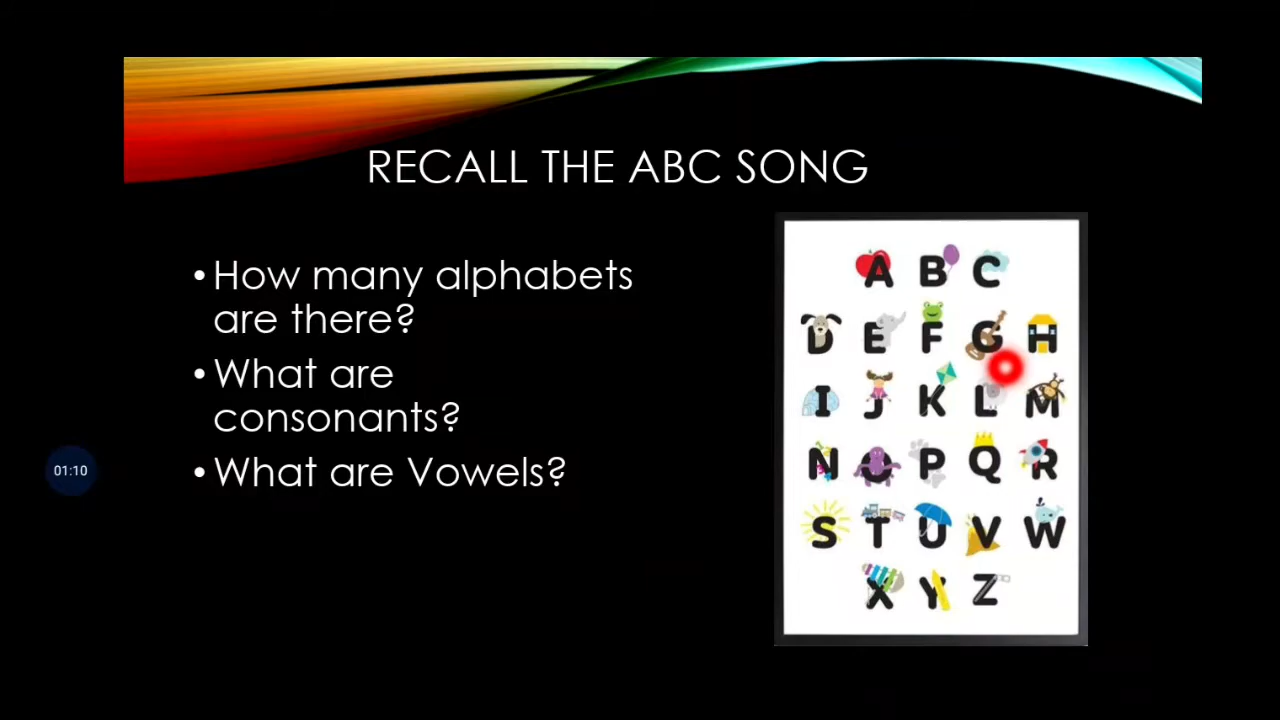 RECALL THE ABC SONG
• How many alphabets
are there?
• What are
consonants?
• What are Vowels?
01:10
A B C
D E F G H
I J K L M
N O P Q R
S T U V W
X Y Z